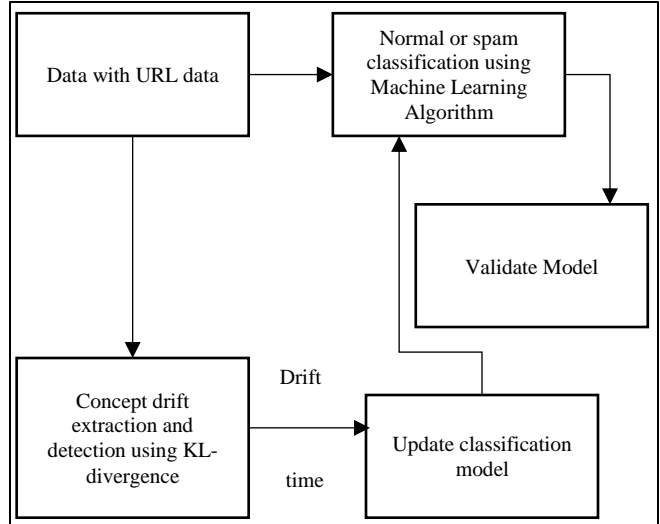 Data with URL data
Normal or spam
classification using
Machine Learning
Algorithm
Validate Model
Concept drift
extraction and
detection using KL-
divergence
Drift
time
Update classification
model